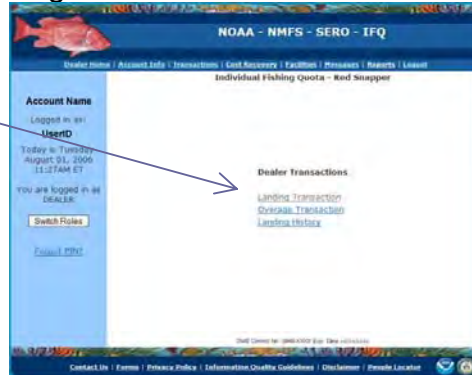 NOAA - NMFS - SERO - IFQ
Dealer Home | Account Info | Transactions | Cost Recovery | Facilities | Messages | Reports | Logout
Individual Fishing Quota - Red Snapper
Account Name
Logged in as:
UserID
Today is Tuesday
August 01, 2006
11:27AM ET
You are logged in as
DEALER
Switch Roles
Forgot PIN?
Dealer Transactions
Landing Transaction
Overage Transaction
Landing History
Contact Us | Forms | Privacy Policy | Information Quality Guidelines | Disclaimer | People Locator